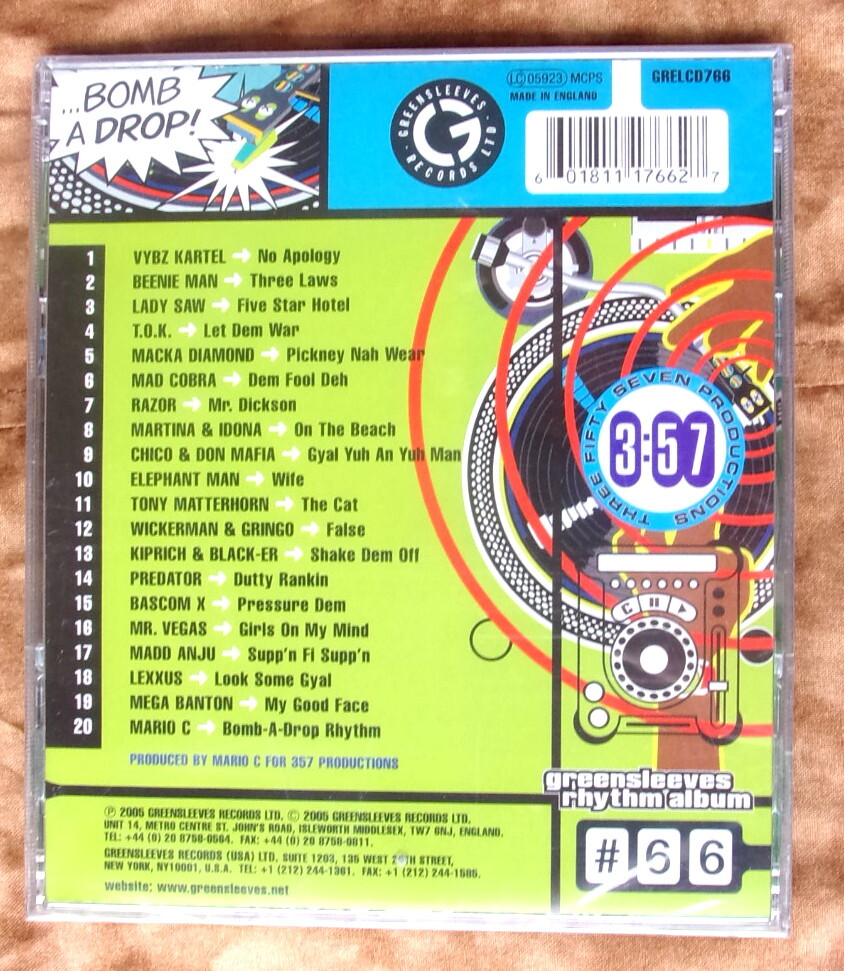 ...BOMB
A DROP!
GREENSLEEVES
RECORDS LTD
LC 05923 MCPS
MADE IN ENGLAND
GRELCD766
6 01811 17662 7
1 VYBZ KARTEL → No Apology
2 BEENIE MAN → Three Laws
3 LADY SAW → Five Star Hotel
4 T.O.K. → Let Dem War
5 MACKA DIAMOND → Pickney Nah Wear
6 MAD COBRA → Dem Fool Deh
7 RAZOR → Mr. Dickson
8 MARTINA & IDONA → On The Beach
9 CHICO & DON MAFIA → Gyal Yuh An Yuh Man
10 ELEPHANT MAN → Wife
11 TONY MATTERHORN → The Cat
12 WICKERMAN & GRINGO → False
13 KIPRICH & BLACK-ER → Shake Dem Off
14 PREDATOR → Dutty Rankin
15 BASCOM X → Pressure Dem
16 MR. VEGAS → Girls On My Mind
17 MADD ANJU → Supp'n Fi Supp'n
18 LEXXUS → Look Some Gyal
19 MEGA BANTON → My Good Face
20 MARIO C → Bomb-A-Drop Rhythm
PRODUCED BY MARIO C FOR 357 PRODUCTIONS
THREE FIFTY SEVEN PRODUCTIONS
3:57
C
greensleeves
rhythm album
#66
℗ 2005 GREENSLEEVES RECORDS LTD. © 2005 GREENSLEEVES RECORDS LTD,
UNIT 14, METRO CENTRE ST. JOHN'S ROAD, ISLEWORTH MIDDLESEX, TW7 6NJ, ENGLAND.
TEL: +44 (0) 20 8758-0564. FAX: +44 (0) 20 8758-0811.
GREENSLEEVES RECORDS (USA) LTD, SUITE 1203, 135 WEST STREET,
NEW YORK, NY10001, U.S.A. TEL: +1 (212) 244-1361. FAX: +1 (212) 244-1585.
website: www.greensleeves.net